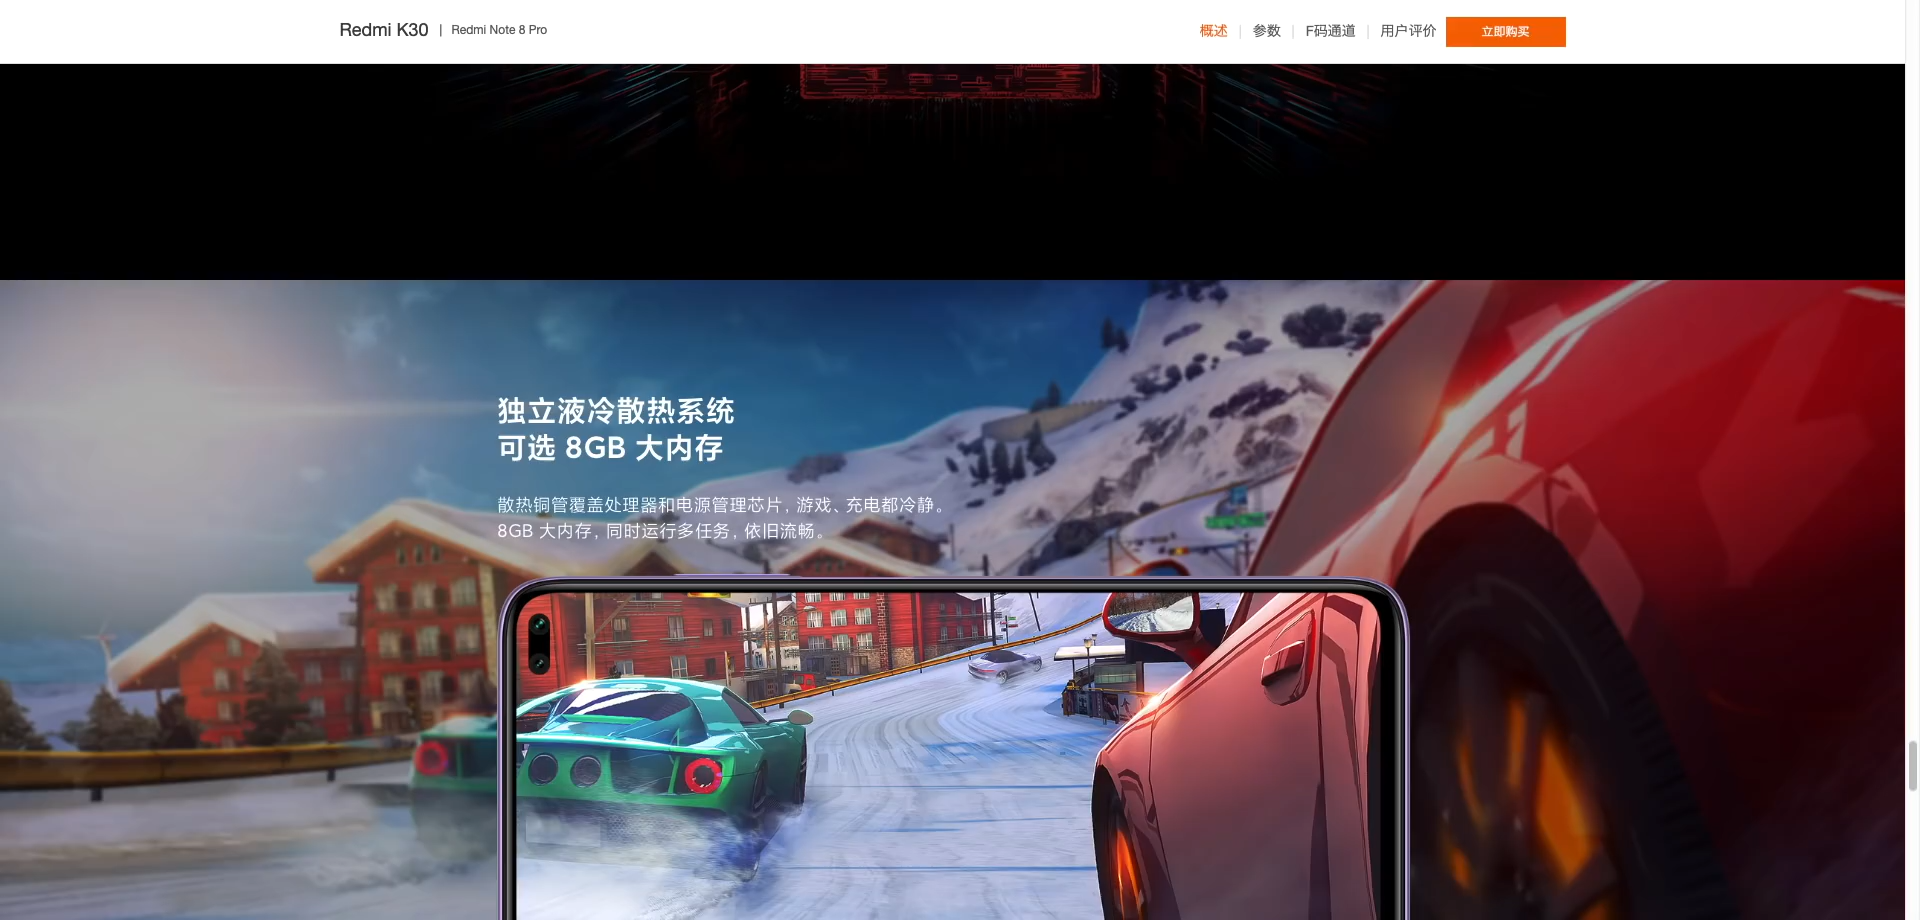 Redmi K30 | Redmi Note 8 Pro
概述 | 参数 | F码通道 | 用户评价 立即购买
独立液冷散热系统
可选 8GB 大内存
散热铜管覆盖处理器和电源管理芯片，游戏、充电都冷静。
8GB 大内存，同时运行多任务，依旧流畅。